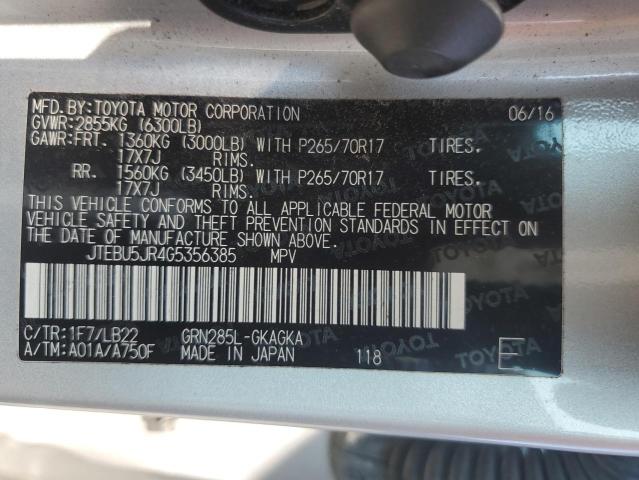 MFD.BY:TOYOTA MOTOR CORPORATION 06/16
GVWR:2855KG (6300LB)
GAWR:FRT. 1360KG (3000LB) WITH P265/70R17 TIRES.
17X7J RIMS.
RR. 1560KG (3450LB) WITH P265/70R17 TIRES.
17X7J RIMS.
THIS VEHICLE CONFORMS TO ALL APPLICABLE FEDERAL MOTOR
VEHICLE SAFETY AND THEFT PREVENTION STANDARDS IN EFFECT ON
THE DATE OF MANUFACTURE SHOWN ABOVE.
JTEBU5JR4G5356385 MPV
C/TR:1F7/LB22 GRN285L-GKAGKA
A/TM:A01A/A750F MADE IN JAPAN 118 E